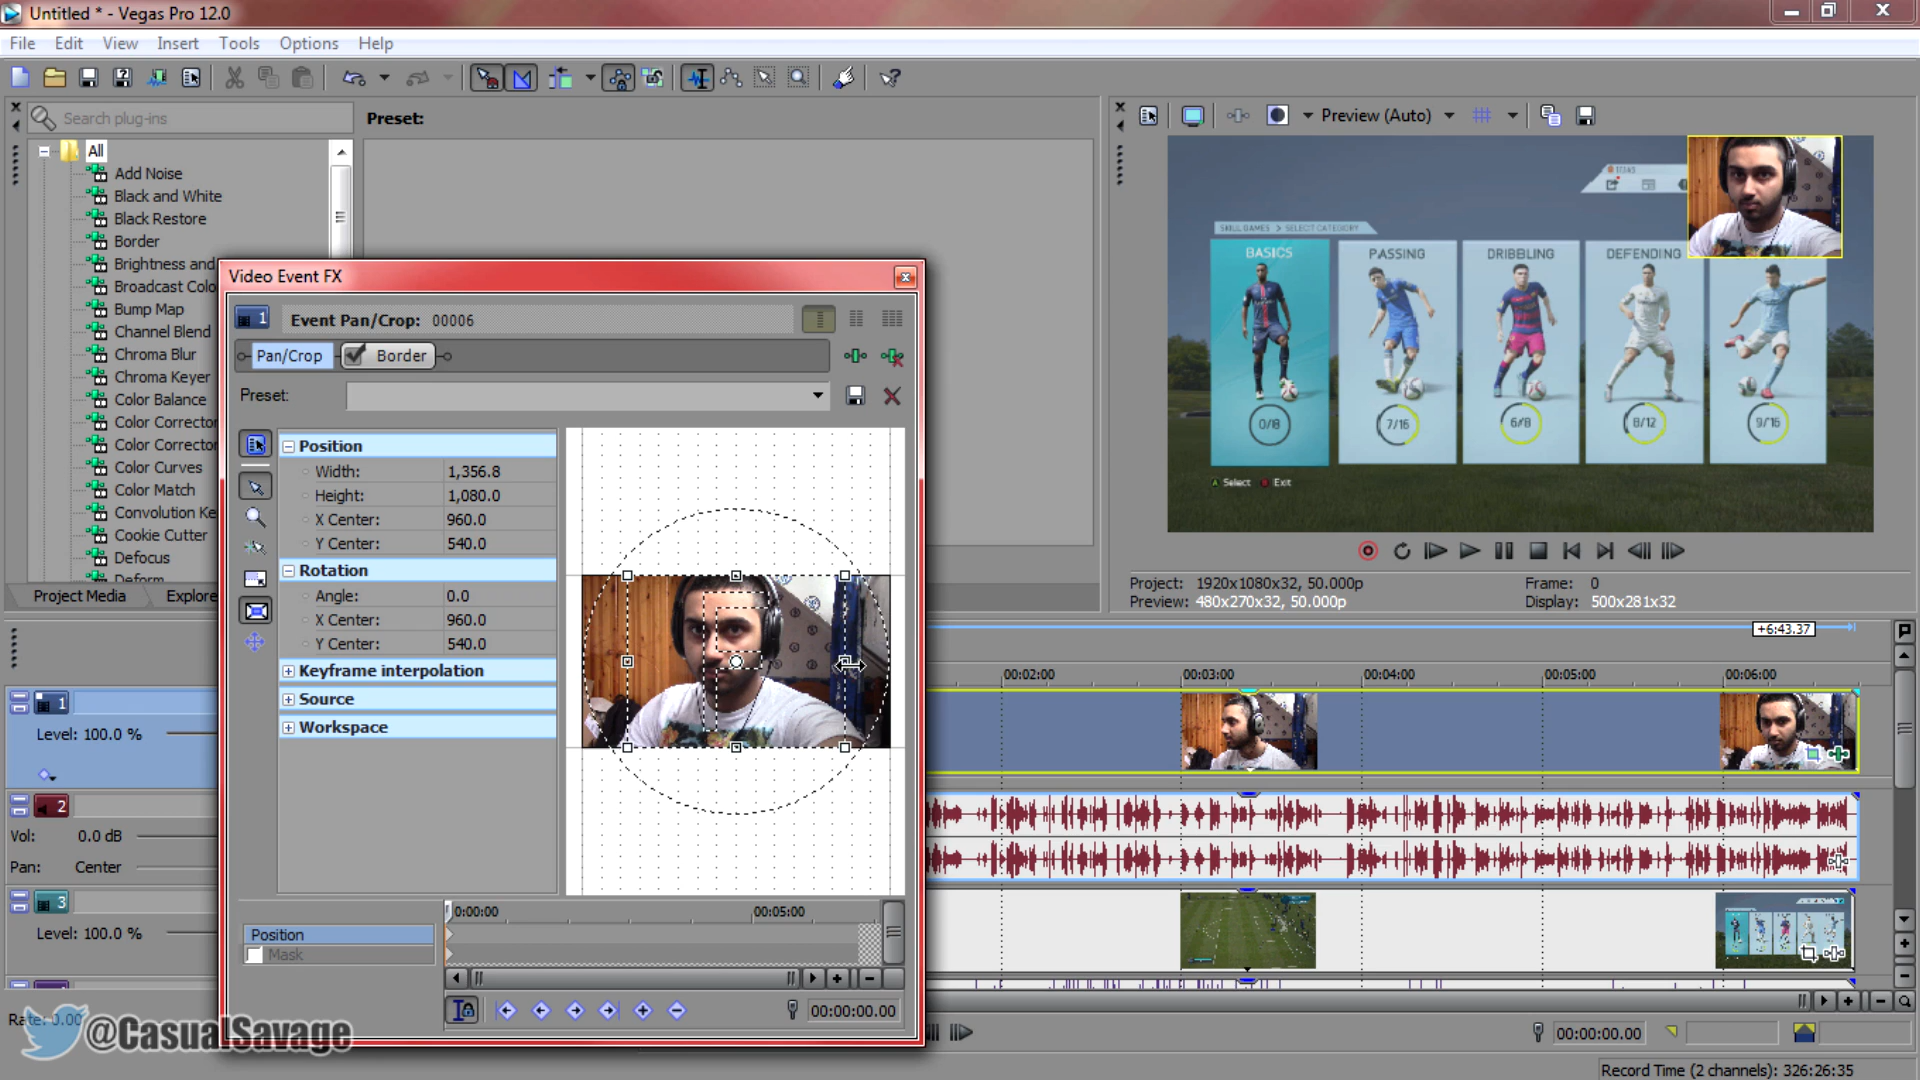 Untitled * - Vegas Pro 12.0
File Edit View Insert Tools Options Help
Search plug-ins
Preset:
Preview (Auto)
All
Add Noise
Black and White
Black Restore
Border
Brightness and
Broadcast Colo
Bump Map
Channel Blend
Chroma Blur
Chroma Keyer
Color Balance
Color Corrector
Color Corrector
Color Curves
Color Match
Convolution Ke
Cookie Cutter
Defocus
Deform
Project Media
Explore
Video Event FX
1
Event Pan/Crop: 00006
Pan/Crop
Border
Preset:
Position
Width: 1,356.8
Height: 1,080.0
X Center: 960.0
Y Center: 540.0
Rotation
Angle: 0.0
X Center: 960.0
Y Center: 540.0
Keyframe interpolation
Source
Workspace
0:00:00
00:05:00
Position
Mask
00:00:00.00
SKILL GAMES > SELECT CATEGORY
BASICS
PASSING
DRIBBLING
DEFENDING
0/8
7/16
6/8
8/12
9/16
A Select
Exit
Project: 1920x1080x32, 50.000p
Preview: 480x270x32, 50.000p
Frame: 0
Display: 500x281x32
+6:43.37
00:02:00
00:03:00
00:04:00
00:05:00
00:06:00
1
Level: 100.0 %
2
Vol: 0.0 dB
Pan: Center
3
Level: 100.0 %
Rate: 0.00
@CasualSavage
00:00:00.00
Record Time (2 channels): 326:26:35